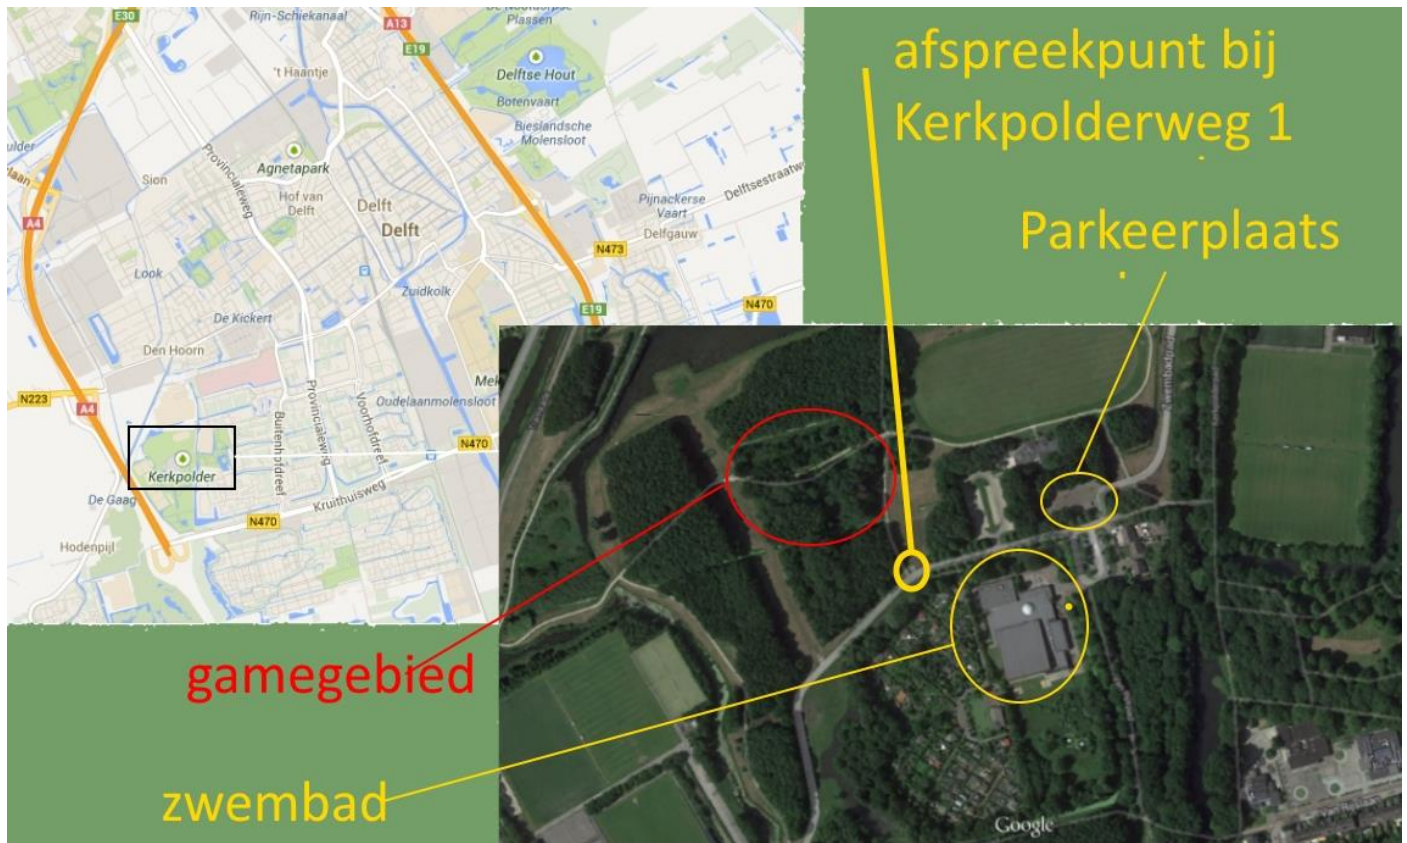 E30
Rijn-Schiekanaal
A13
Plassen
E19
't Haantje
Delftse Hout
Botenvaart
Bieslandsche
Molensloot
Provincialeweg
Agnetapark
Sion
Hof van
Delft
Delft
Delft
Pijnackerse
Vaart
Delfgauw
A4
N473
Look
Zuidkolk
De Kickert
N470
E19
Den Hoorn
N223
A4
Oudelaanmolensloot
Buitenhofdreef
Provincialeweg
Voorhofdreef
N470
Kerkpolder
De Gaag
Kruithuisweg
N470
Hodenpijl
afspreekpunt bij
Kerkpolderweg 1
Parkeerplaats
Zwembadpad
gamegebied
zwembad
Google